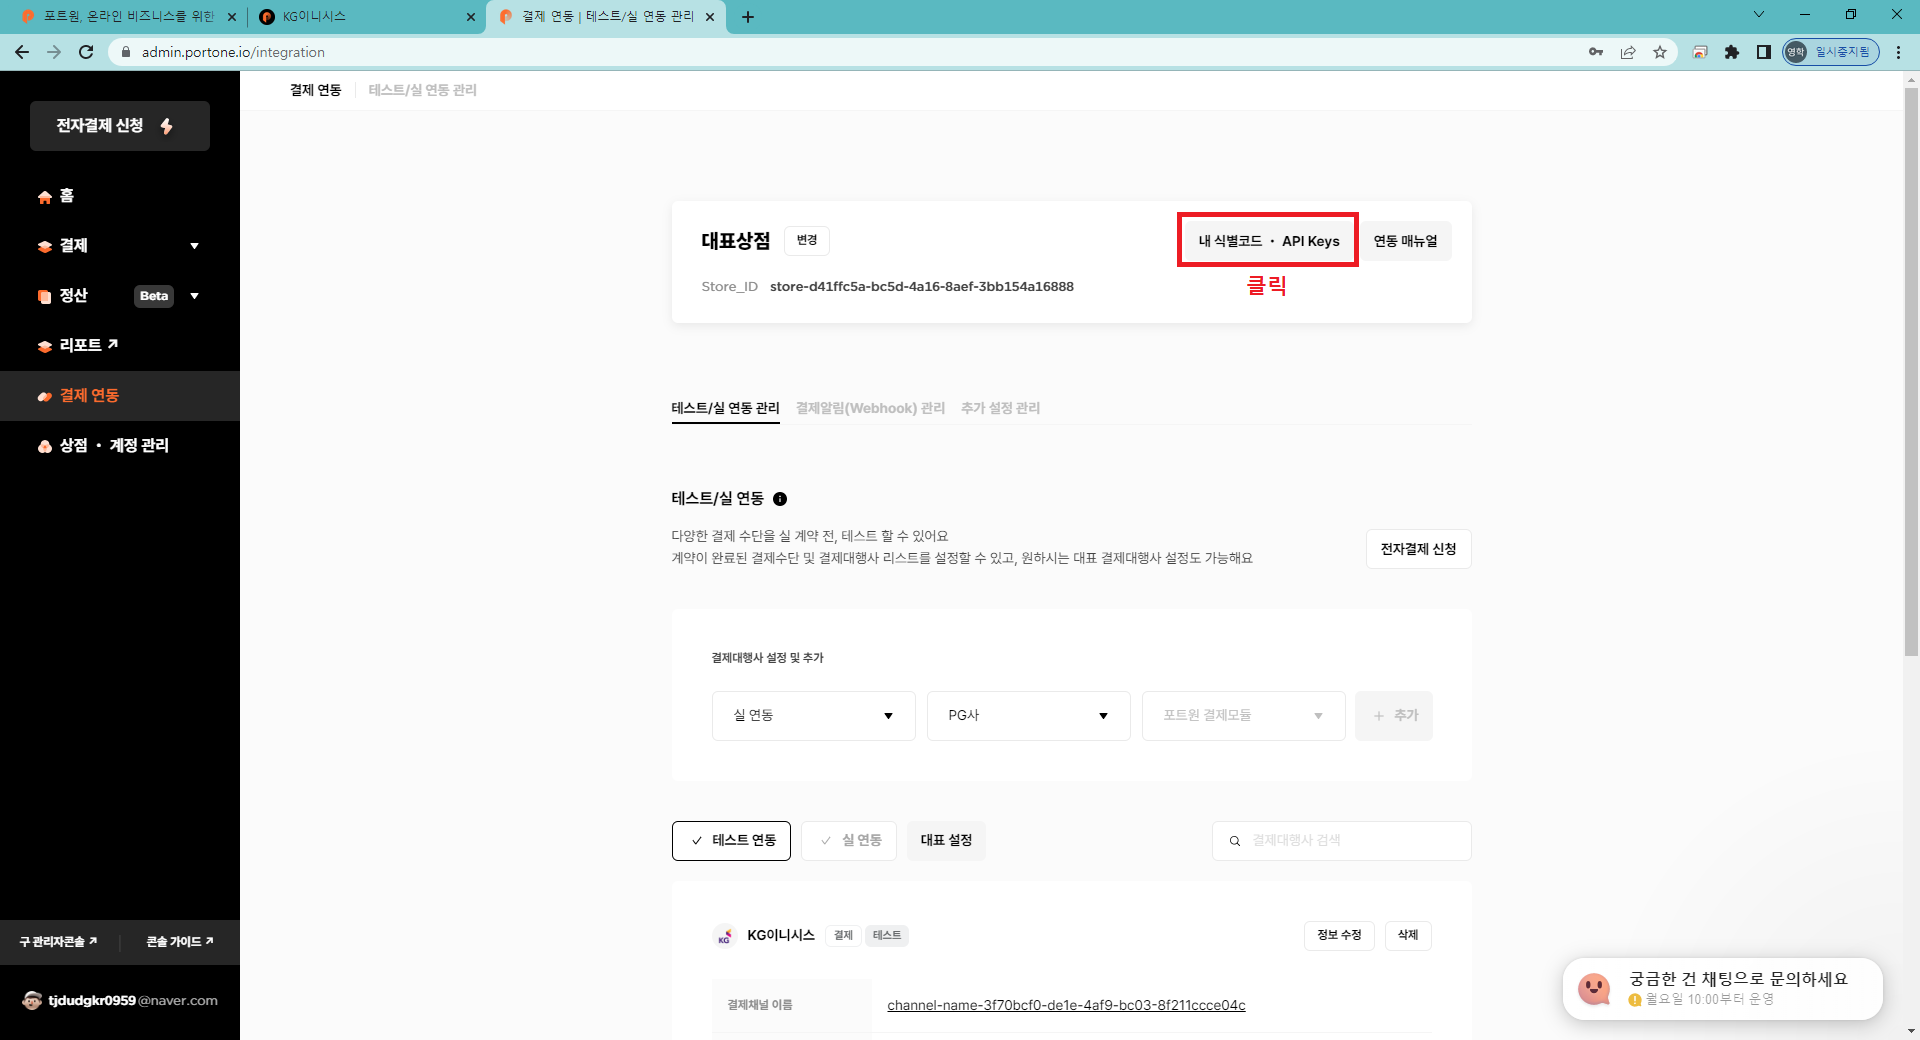 포트원, 온라인 비즈니스를 위한
KG이니시스
결제 연동 | 테스트/실 연동 관리
admin.portone.io/integration
영학
일시중지됨
결제 연동
테스트/실 연동 관리
전자결제 신청
홈
결제
정산
Beta
리포트
결제 연동
상점 · 계정 관리
구 관리자콘솔
콘솔 가이드
tjdudgkr0959@naver.com
대표상점
변경
내 식별코드 · API Keys
연동 매뉴얼
클릭
Store_ID
store-d41ffc5a-bc5d-4a16-8aef-3bb154a16888
테스트/실 연동 관리
결제알림(Webhook) 관리
추가 설정 관리
테스트/실 연동
다양한 결제 수단을 실 계약 전, 테스트 할 수 있어요
계약이 완료된 결제수단 및 결제대행사 리스트를 설정할 수 있고, 원하시는 대표 결제대행사 설정도 가능해요
전자결제 신청
결제대행사 설정 및 추가
실 연동
PG사
포트원 결제모듈
+ 추가
테스트 연동
실 연동
대표 설정
결제대행사 검색
KG
KG이니시스
결제
테스트
정보 수정
삭제
결제채널 이름
channel-name-3f70bcf0-de1e-4af9-bc03-8f211ccce04c
궁금한 건 채팅으로 문의하세요
월요일 10:00부터 운영